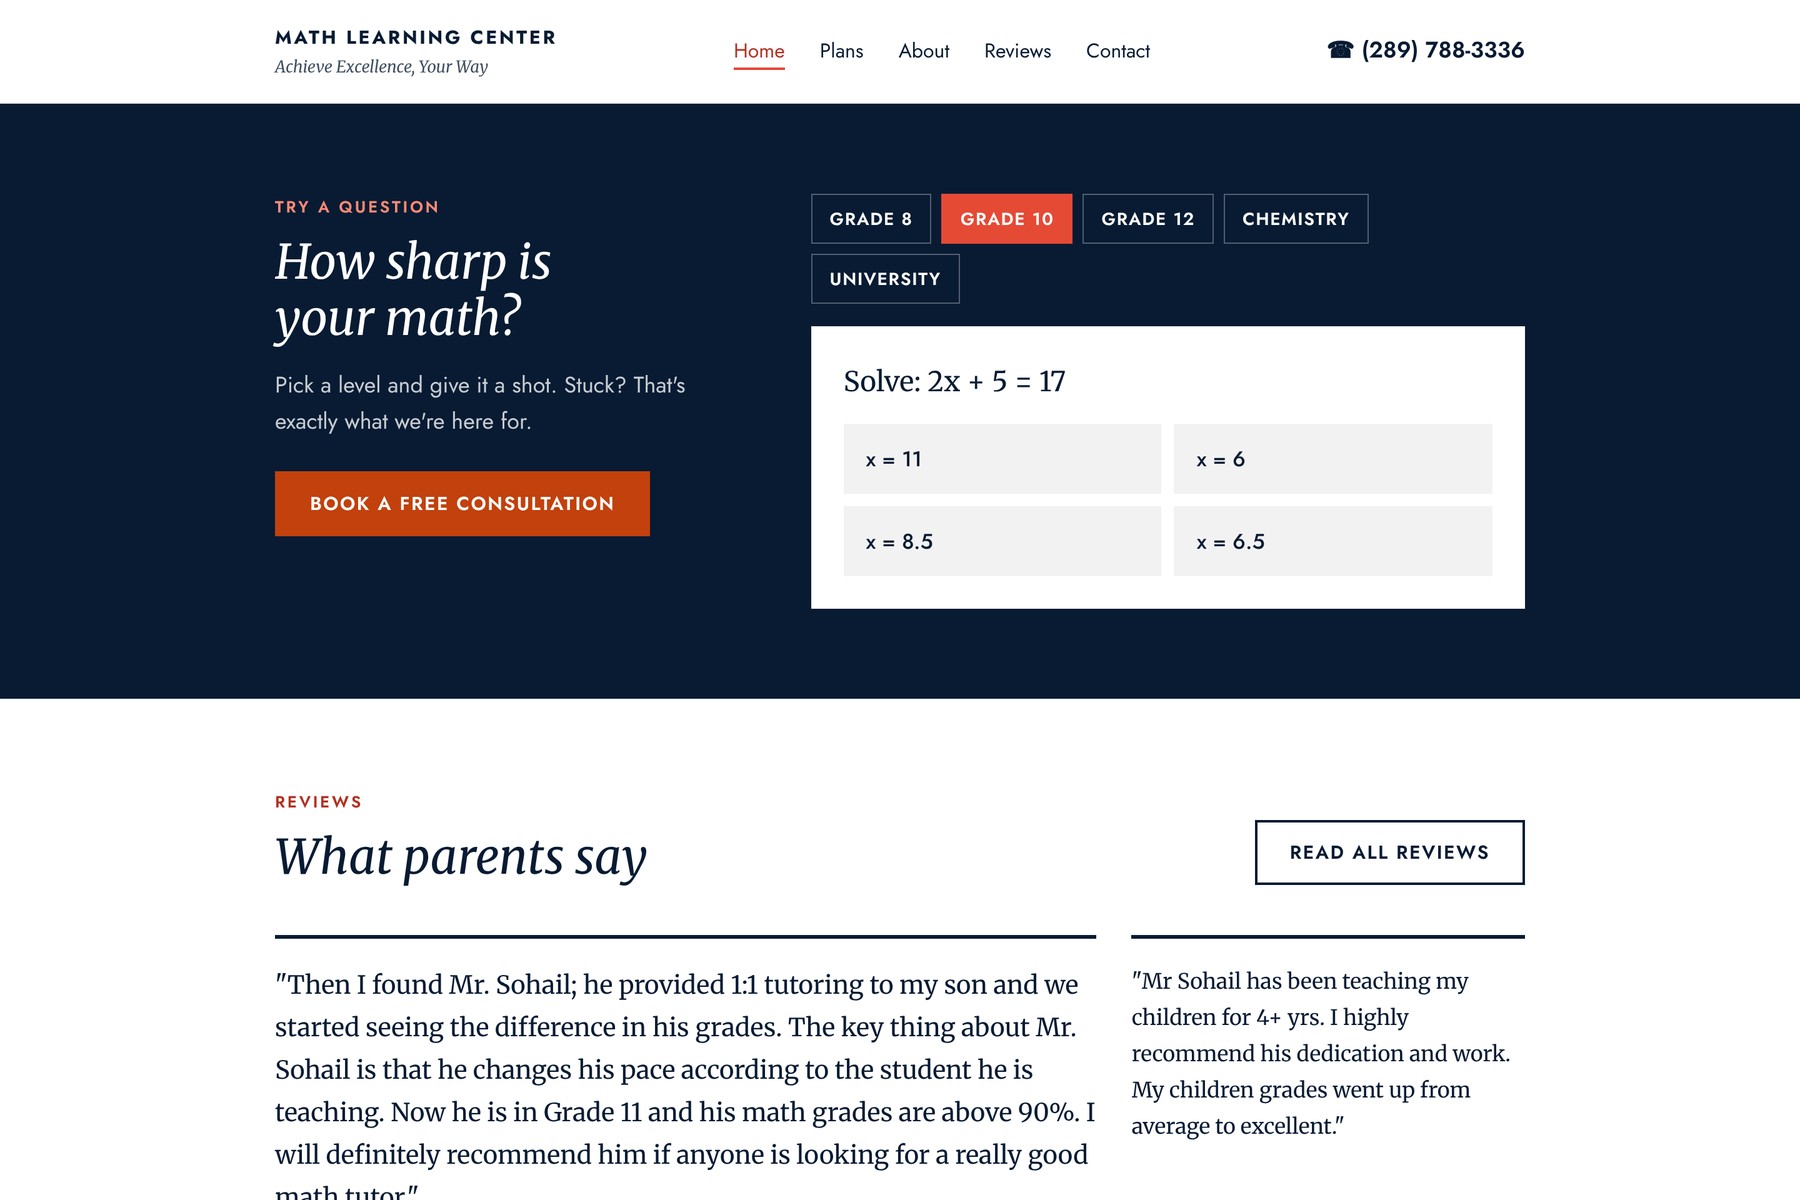 MATH LEARNING CENTER
Achieve Excellence, Your Way
Home Plans About Reviews Contact
☎ (289) 788-3336
TRY A QUESTION
How sharp is
your math?
Pick a level and give it a shot. Stuck? That's
exactly what we're here for.
BOOK A FREE CONSULTATION
GRADE 8 GRADE 10 GRADE 12 CHEMISTRY
UNIVERSITY
Solve: 2x + 5 = 17
x = 11 x = 6
x = 8.5 x = 6.5
REVIEWS
What parents say
READ ALL REVIEWS
"Then I found Mr. Sohail; he provided 1:1 tutoring to my son and we
started seeing the difference in his grades. The key thing about Mr.
Sohail is that he changes his pace according to the student he is
teaching. Now he is in Grade 11 and his math grades are above 90%. I
will definitely recommend him if anyone is looking for a really good
math tutor."
"Mr Sohail has been teaching my
children for 4+ yrs. I highly
recommend his dedication and work.
My children grades went up from
average to excellent."